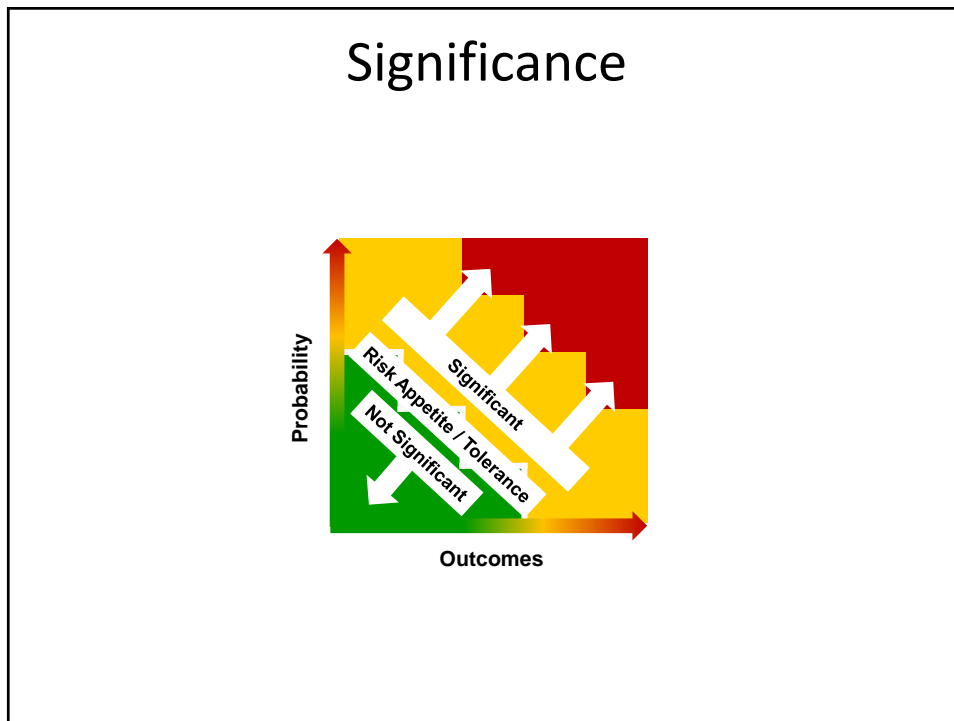 Significance
Probability
Significant
Risk Appetite / Tolerance
Not Significant
Outcomes